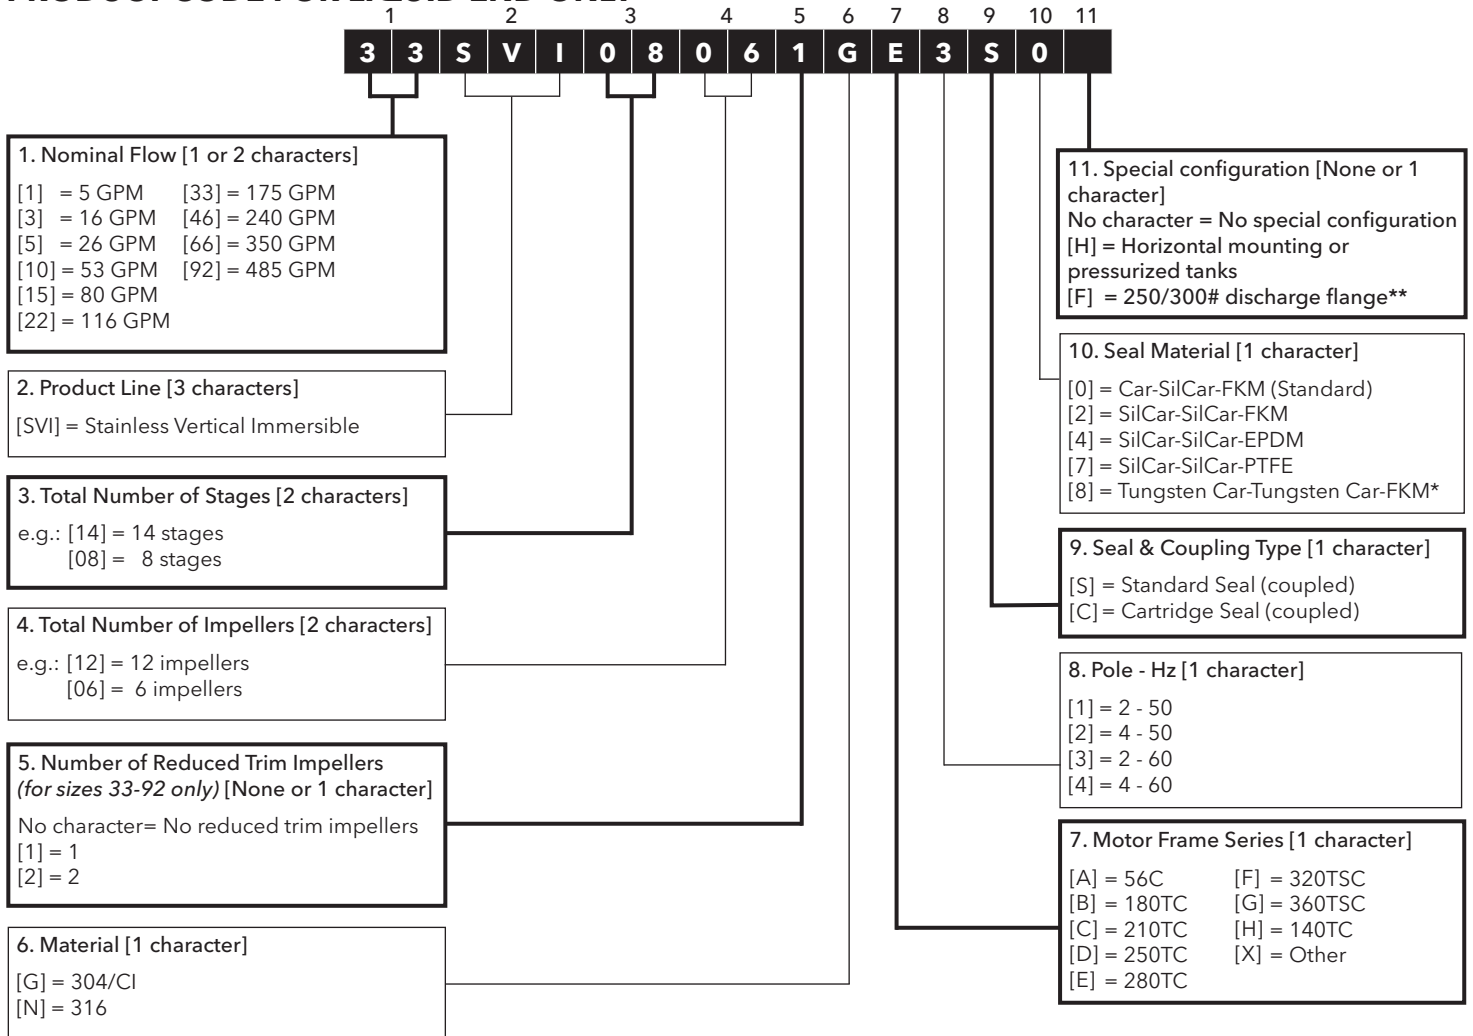 PRODUCT CODE FOR LIQUID END ONLY
1 2 3 4 5 6 7 8 9 10 11
3 3 S V I 0 8 0 6 1 G E 3 S 0
1. Nominal Flow [1 or 2 characters]
[1] = 5 GPM [33] = 175 GPM
[3] = 16 GPM [46] = 240 GPM
[5] = 26 GPM [66] = 350 GPM
[10] = 53 GPM [92] = 485 GPM
[15] = 80 GPM
[22] = 116 GPM
2. Product Line [3 characters]
[SVI] = Stainless Vertical Immersible
3. Total Number of Stages [2 characters]
e.g.: [14] = 14 stages
[08] = 8 stages
4. Total Number of Impellers [2 characters]
e.g.: [12] = 12 impellers
[06] = 6 impellers
5. Number of Reduced Trim Impellers
(for sizes 33-92 only) [None or 1 character]
No character= No reduced trim impellers
[1] = 1
[2] = 2
6. Material [1 character]
[G] = 304/CI
[N] = 316
11. Special configuration [None or 1
character]
No character = No special configuration
[H] = Horizontal mounting or
pressurized tanks
[F] = 250/300# discharge flange**
10. Seal Material [1 character]
[0] = Car-SilCar-FKM (Standard)
[2] = SilCar-SilCar-FKM
[4] = SilCar-SilCar-EPDM
[7] = SilCar-SilCar-PTFE
[8] = Tungsten Car-Tungsten Car-FKM*
9. Seal & Coupling Type [1 character]
[S] = Standard Seal (coupled)
[C] = Cartridge Seal (coupled)
8. Pole - Hz [1 character]
[1] = 2 - 50
[2] = 4 - 50
[3] = 2 - 60
[4] = 4 - 60
7. Motor Frame Series [1 character]
[A] = 56C [F] = 320TSC
[B] = 180TC [G] = 360TSC
[C] = 210TC [H] = 140TC
[D] = 250TC [X] = Other
[E] = 280TC